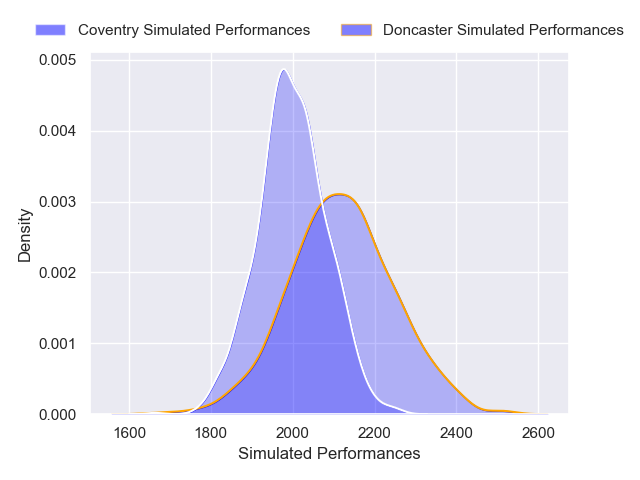 Coventry Simulated Performances
Doncaster Simulated Performances
0.005
0.004
0.003
0.002
0.001
0.000
Density
1600 1800 2000 2200 2400 2600
Simulated Performances